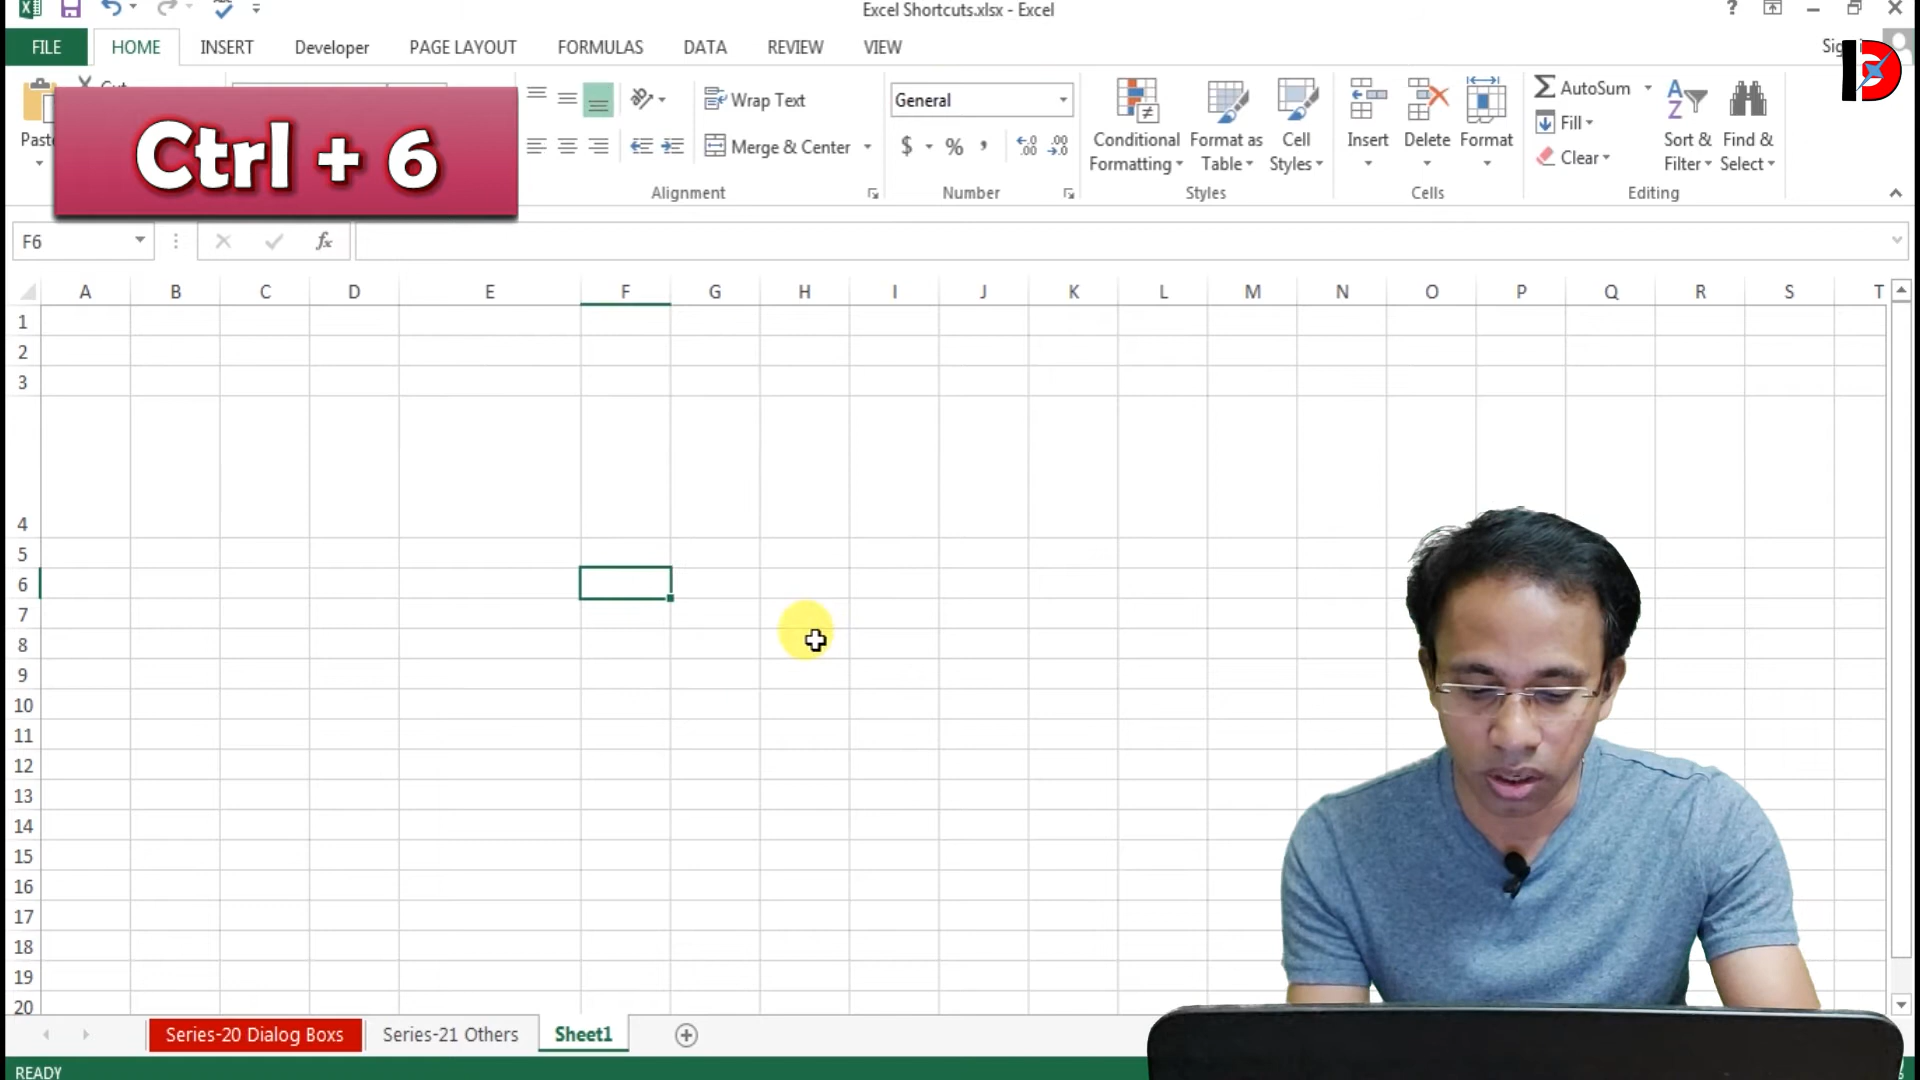 Excel Shortcuts.xlsx - Excel
FILE HOME INSERT Developer PAGE LAYOUT FORMULAS DATA REVIEW VIEW
Paste
Ctrl + 6
Wrap Text
Merge & Center
Alignment
General
$ % ,
Number
Conditional Formatting
Format as Table
Cell Styles
Styles
Insert
Delete
Format
Cells
AutoSum
Fill
Clear
Sort & Filter
Find & Select
Editing
F6
fx
A B C D E F G H I J K L M N O P Q R S T
1
2
3
4
5
6
7
8
9
10
11
12
13
14
15
16
17
18
19
20
Series-20 Dialog Boxs Series-21 Others Sheet1
READY